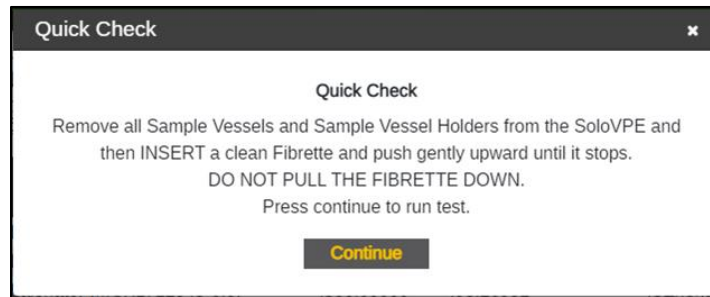 Quick Check
Quick Check
Remove all Sample Vessels and Sample Vessel Holders from the SoloVPE and
then INSERT a clean Fibrette and push gently upward until it stops.
DO NOT PULL THE FIBRETTE DOWN.
Press continue to run test.
Continue